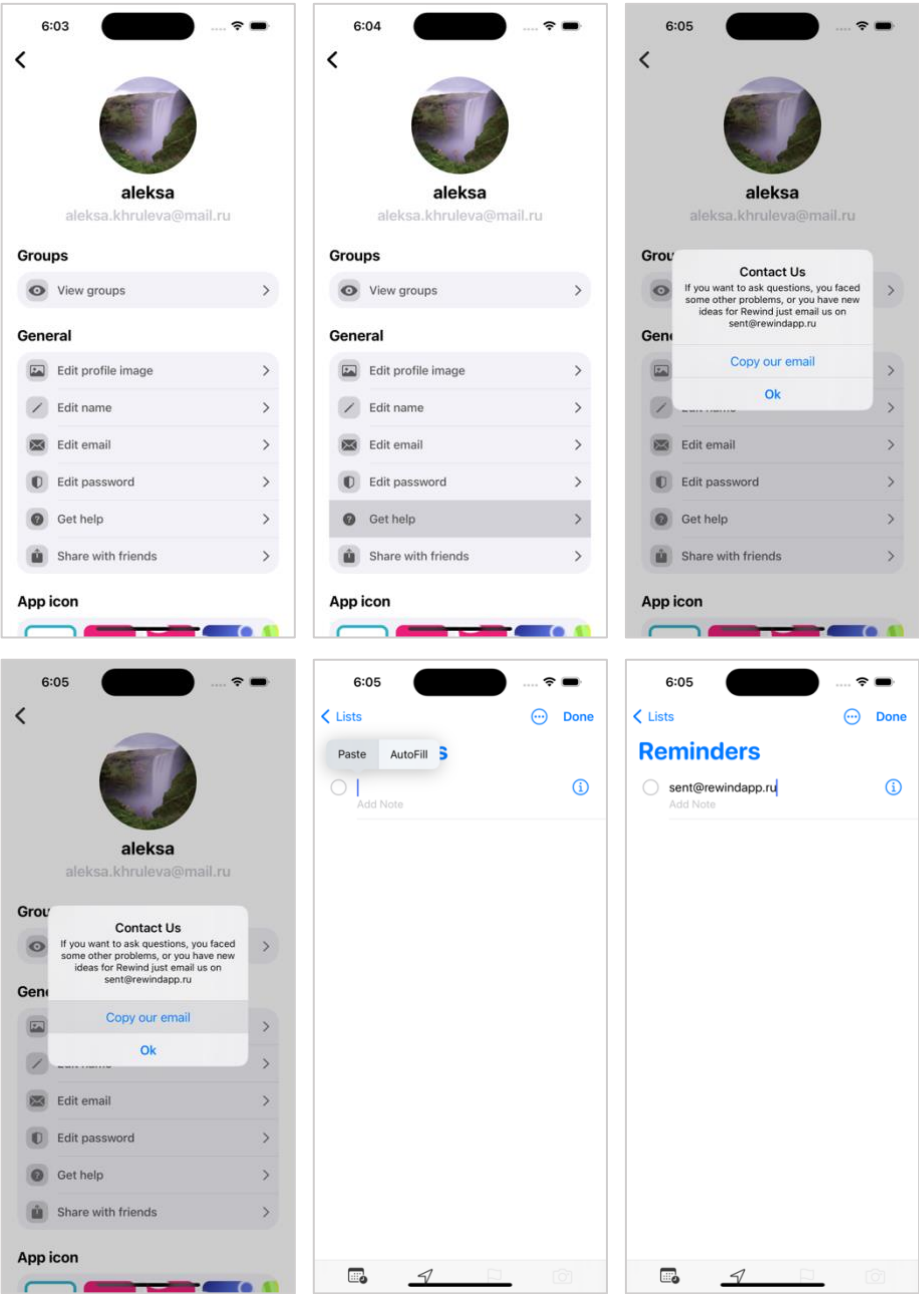 6:03
aleksa
aleksa.khruleva@mail.ru
Groups
View groups
General
Edit profile image
Edit name
Edit email
Edit password
Get help
Share with friends
App icon
6:04
aleksa
aleksa.khruleva@mail.ru
Groups
View groups
General
Edit profile image
Edit name
Edit email
Edit password
Get help
Share with friends
App icon
6:05
aleksa
aleksa.khruleva@mail.ru
Grou
Contact Us
If you want to ask questions, you faced
some other problems, or you have new
ideas for Rewind just email us on
sent@rewindapp.ru
Gene
Copy our email
Ok
Edit email
Edit password
Get help
Share with friends
App icon
6:05
aleksa
aleksa.khruleva@mail.ru
Grou
Contact Us
If you want to ask questions, you faced
some other problems, or you have new
ideas for Rewind just email us on
sent@rewindapp.ru
Gene
Copy our email
Ok
Edit email
Edit password
Get help
Share with friends
App icon
6:05
Lists Done
Paste AutoFill s
Add Note
6:05
Lists Done
Reminders
sent@rewindapp.ru
Add Note